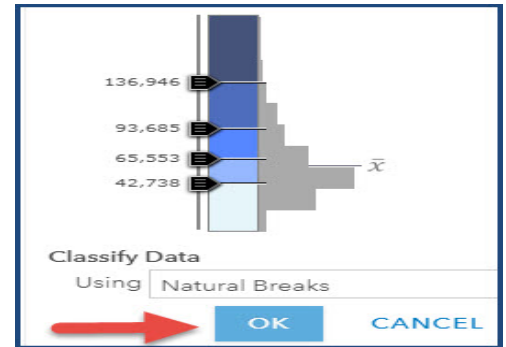 136,946
93,685
65,553
x̄
42,738
Classify Data
Using Natural Breaks
OK CANCEL